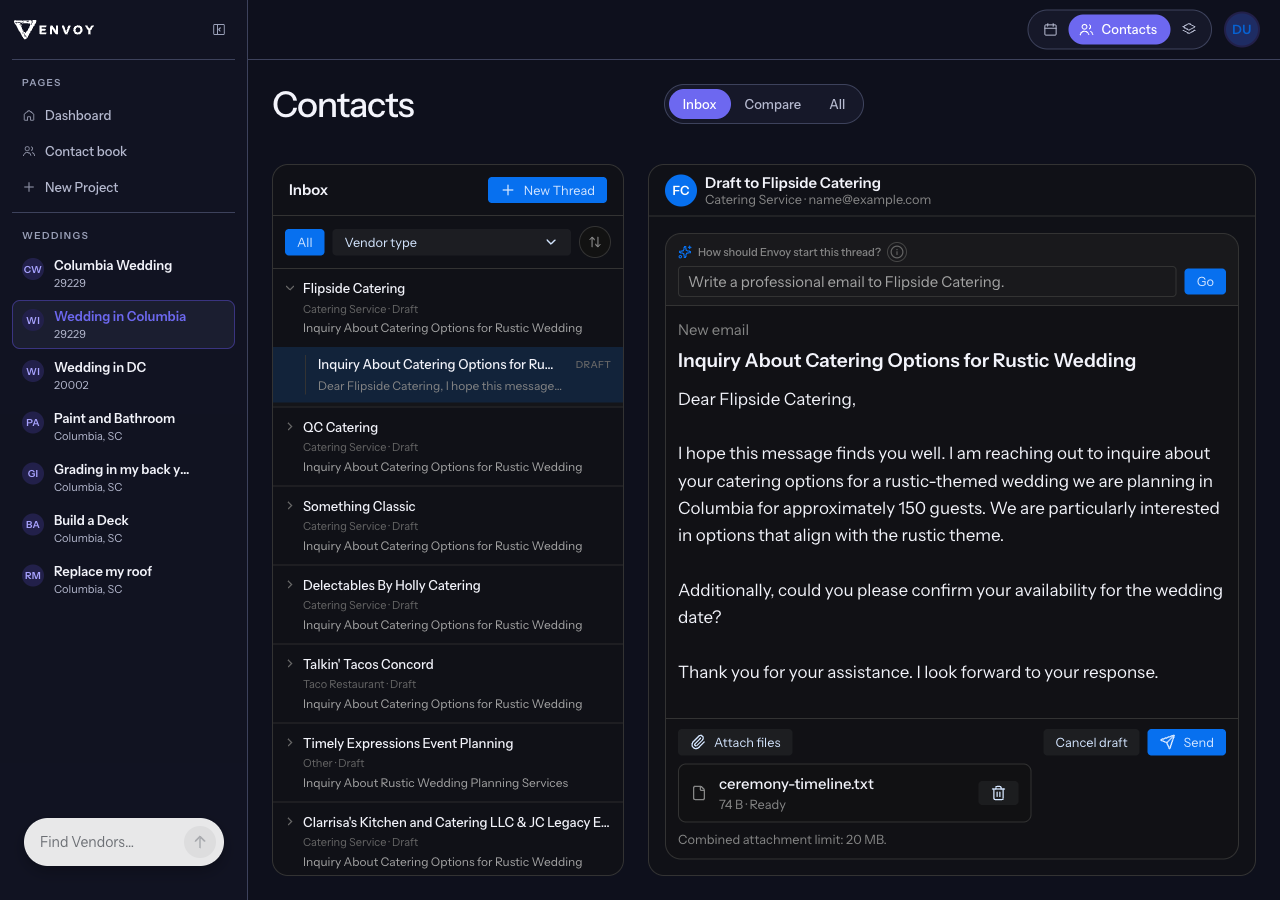 ENVOY
PAGES
Dashboard
Contact book
New Project
WEDDINGS
CW
Columbia Wedding
29229
WI
Wedding in Columbia
29229
WI
Wedding in DC
20002
PA
Paint and Bathroom
Columbia, SC
GI
Grading in my back y...
Columbia, SC
BA
Build a Deck
Columbia, SC
RM
Replace my roof
Columbia, SC
Find Vendors...
Contacts
DU
Contacts
Inbox
Compare
All
Inbox
New Thread
All
Vendor type
Flipside Catering
Catering Service · Draft
Inquiry About Catering Options for Rustic Wedding
Inquiry About Catering Options for Ru...
DRAFT
Dear Flipside Catering, I hope this message...
QC Catering
Catering Service · Draft
Inquiry About Catering Options for Rustic Wedding
Something Classic
Catering Service · Draft
Inquiry About Catering Options for Rustic Wedding
Delectables By Holly Catering
Catering Service · Draft
Inquiry About Catering Options for Rustic Wedding
Talkin' Tacos Concord
Taco Restaurant · Draft
Inquiry About Catering Options for Rustic Wedding
Timely Expressions Event Planning
Other · Draft
Inquiry About Rustic Wedding Planning Services
Clarrisa's Kitchen and Catering LLC & JC Legacy E...
Catering Service · Draft
Inquiry About Catering Options for Rustic Wedding
FC
Draft to Flipside Catering
Catering Service · name@example.com
How should Envoy start this thread?
Write a professional email to Flipside Catering.
Go
New email
Inquiry About Catering Options for Rustic Wedding
Dear Flipside Catering,
I hope this message finds you well. I am reaching out to inquire about
your catering options for a rustic-themed wedding we are planning in
Columbia for approximately 150 guests. We are particularly interested
in options that align with the rustic theme.
Additionally, could you please confirm your availability for the wedding
date?
Thank you for your assistance. I look forward to your response.
Attach files
Cancel draft
Send
ceremony-timeline.txt
74 B · Ready
Combined attachment limit: 20 MB.